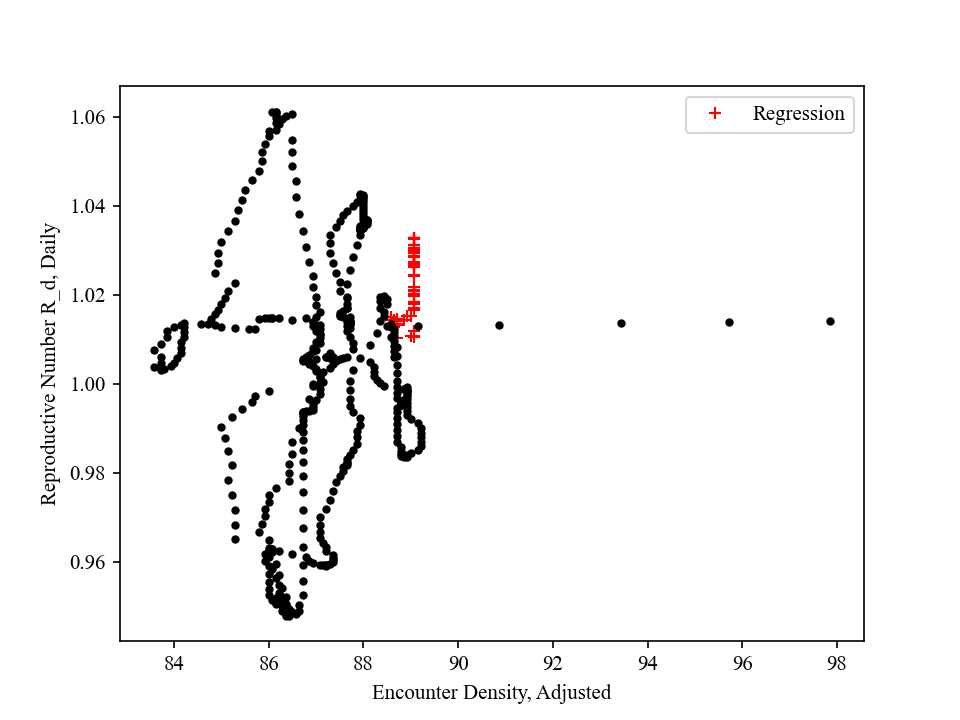 Regression
1.06
1.04
1.02
1.00
0.98
0.96
Reproductive Number R_d, Daily
84 86 88 90 92 94 96 98
Encounter Density, Adjusted